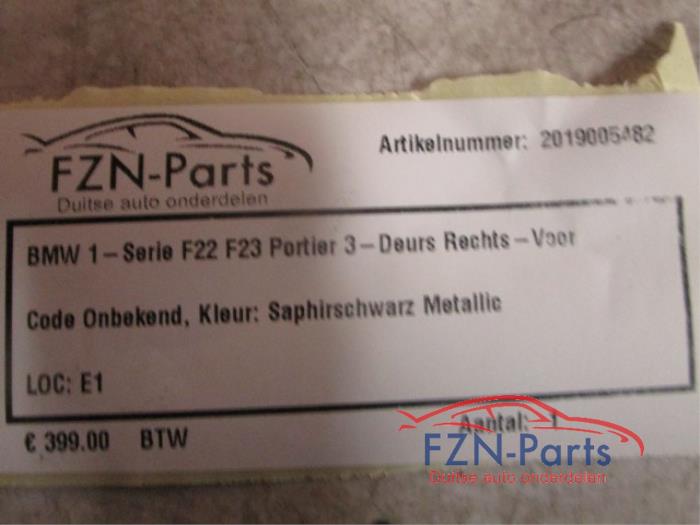 FZN-Parts
Duitse auto onderdelen
Artikelnummer: 2019005482
BMW 1-Serie F22 F23 Portier 3-Deurs Rechts-Voor
Code Onbekend, Kleur: Saphirschwarz Metallic
LOC: E1
€ 399.00 BTW
Aantal: 1
FZN-Parts
Duitse auto onderdelen